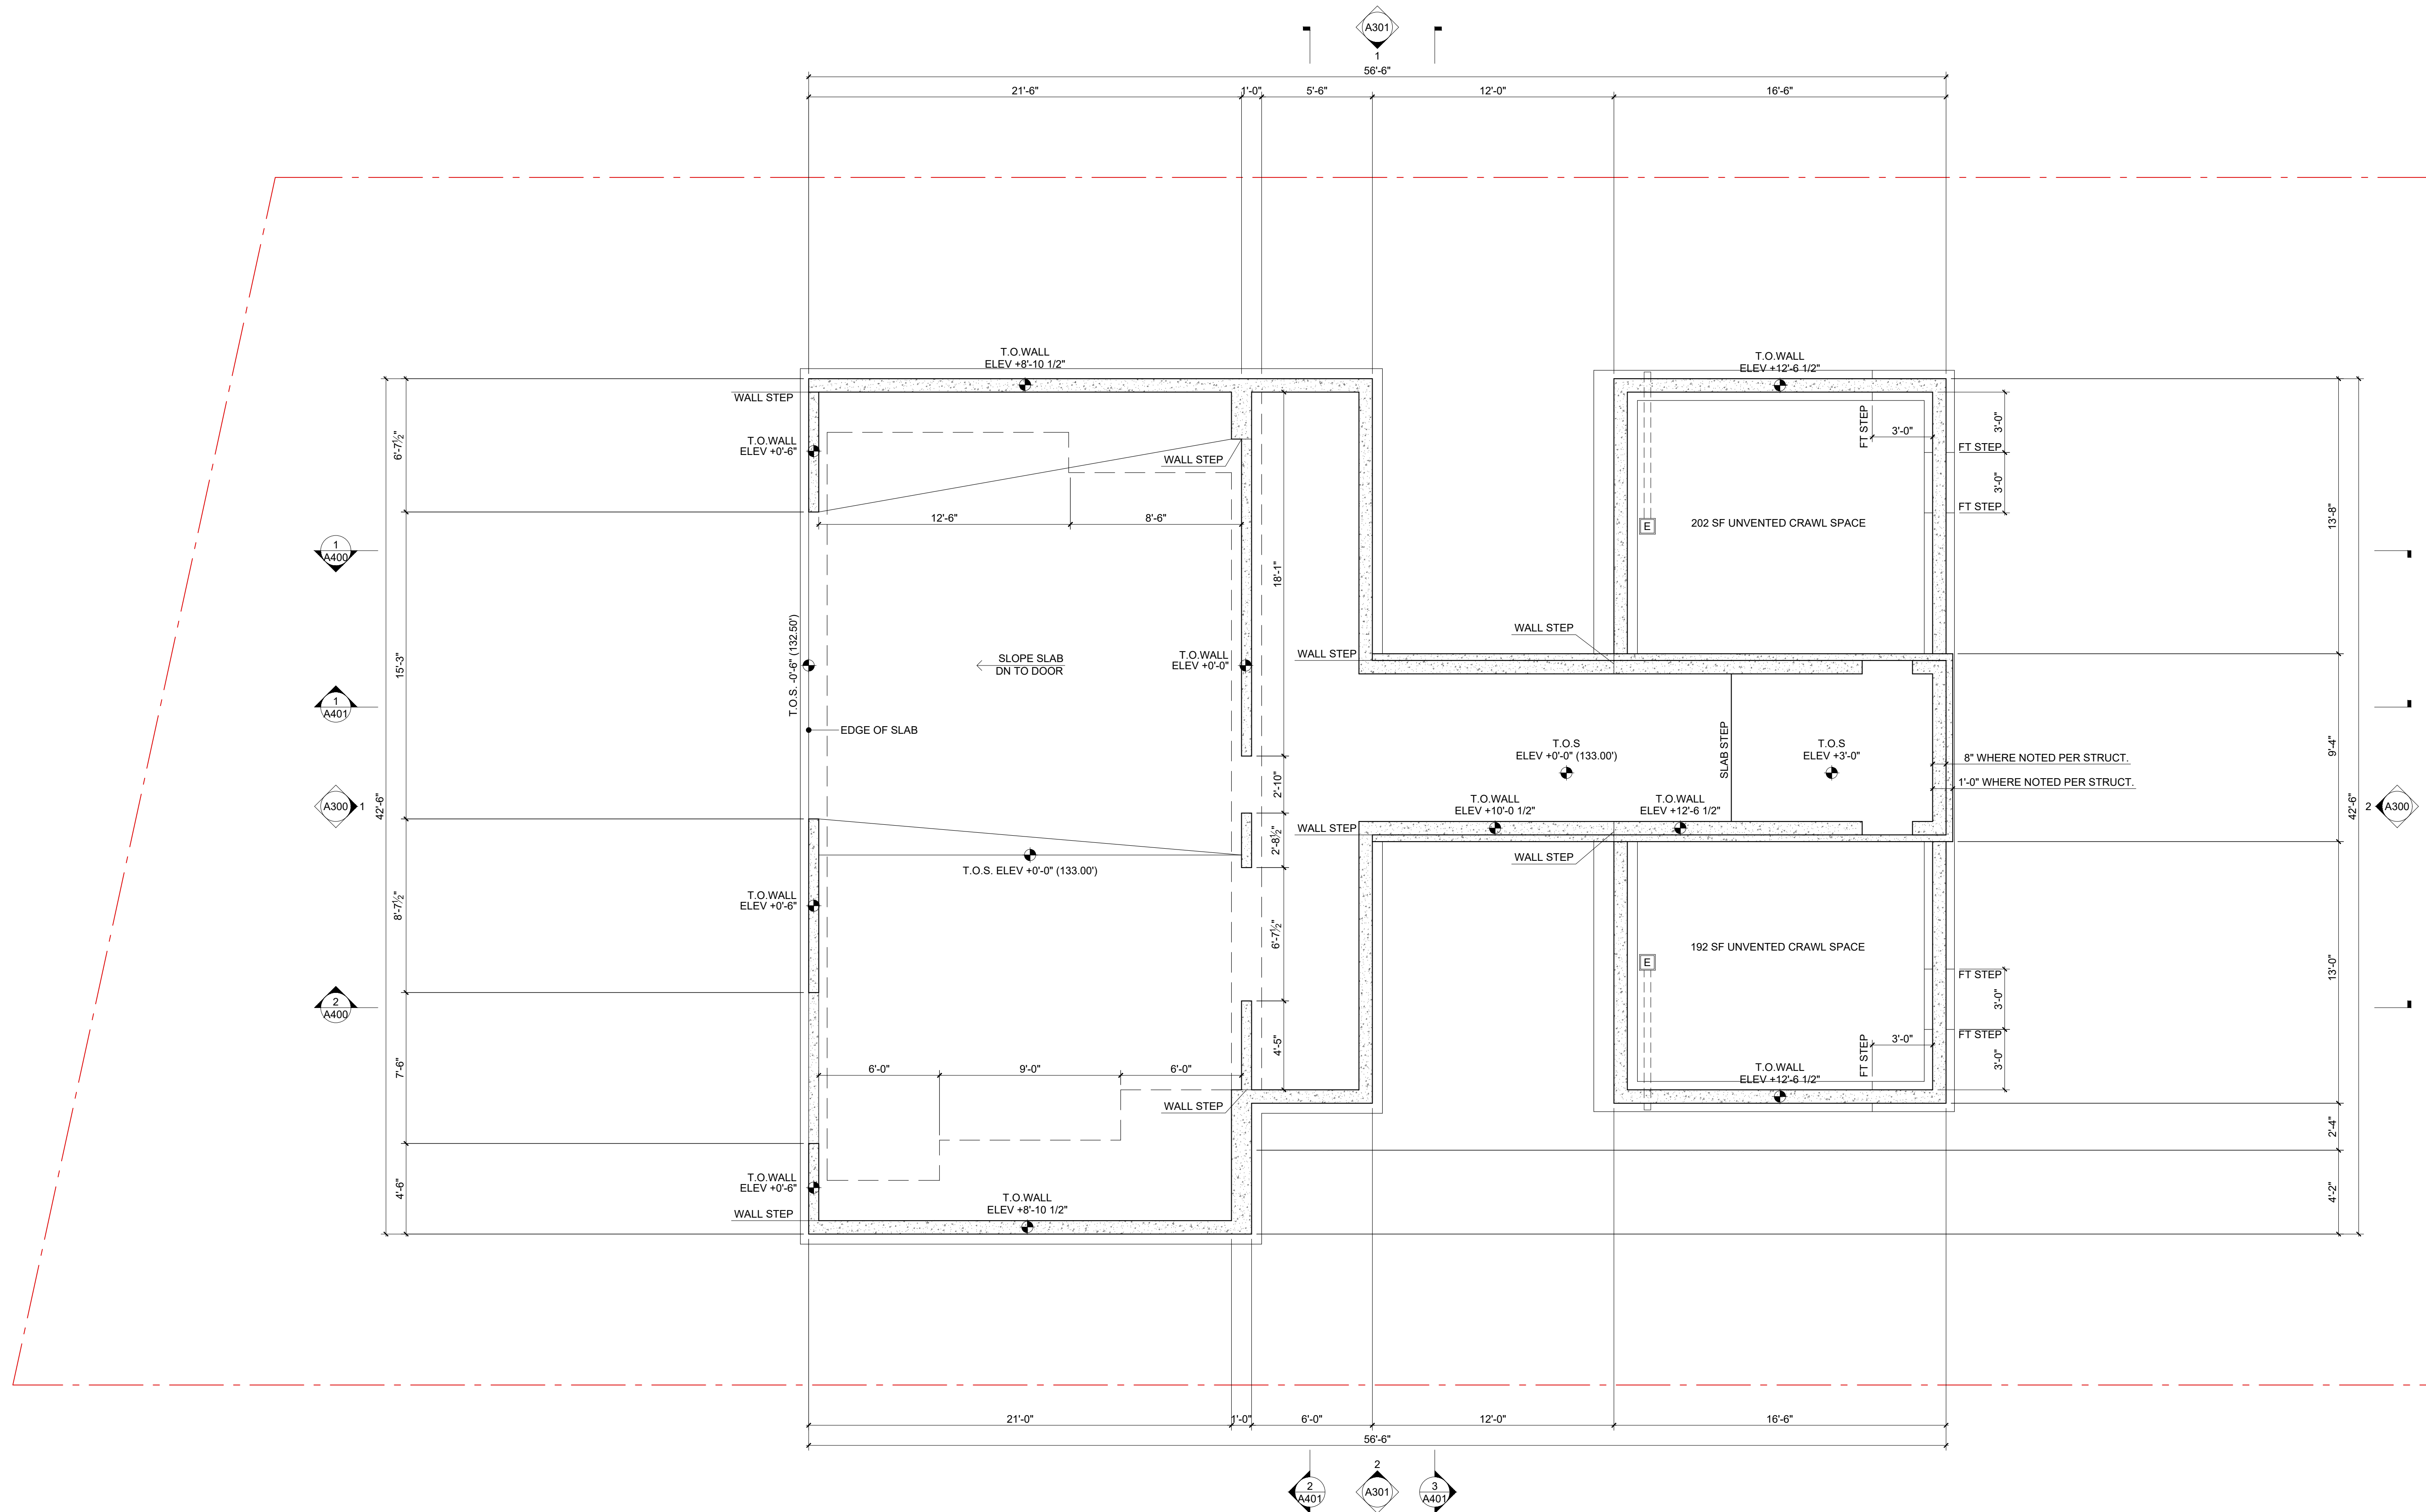 A301
1
56'-6"
21'-6"
1'-0"
5'-6"
12'-0"
16'-6"
T.O.WALL
ELEV +8'-10 1/2"
T.O.WALL
ELEV +12'-6 1/2"
WALL STEP
6'-7½"
T.O.WALL
ELEV +0'-6"
WALL STEP
FT STEP
3'-0"
3'-0"
FT STEP
3'-0"
FT STEP
12'-6"
8'-6"
E
202 SF UNVENTED CRAWL SPACE
13'-8"
1
A400
18'-1"
15'-3"
T.O.S. -0'-6" (132.50')
SLOPE SLAB
DN TO DOOR
T.O.WALL
ELEV +0'-0"
WALL STEP
WALL STEP
1
A401
EDGE OF SLAB
SLAB STEP
T.O.S
ELEV +0'-0" (133.00')
T.O.S
ELEV +3'-0"
9'-4"
8" WHERE NOTED PER STRUCT.
1'-0" WHERE NOTED PER STRUCT.
A300
1
42'-6"
2'-10"
T.O.WALL
ELEV +10'-0 1/2"
T.O.WALL
ELEV +12'-6 1/2"
42'-6"
2
A300
WALL STEP
2'-8½"
WALL STEP
T.O.S. ELEV +0'-0" (133.00')
8'-7½"
T.O.WALL
ELEV +0'-6"
6'-7½"
192 SF UNVENTED CRAWL SPACE
E
13'-0"
FT STEP
3'-0"
2
A400
FT STEP
4'-5"
FT STEP
3'-0"
3'-0"
7'-6"
6'-0"
9'-0"
6'-0"
T.O.WALL
ELEV +12'-6 1/2"
WALL STEP
2'-4"
4'-6"
T.O.WALL
ELEV +0'-6"
4'-2"
T.O.WALL
ELEV +8'-10 1/2"
WALL STEP
21'-0"
1'-0"
6'-0"
12'-0"
16'-6"
56'-6"
2
A401
2
A301
3
A401